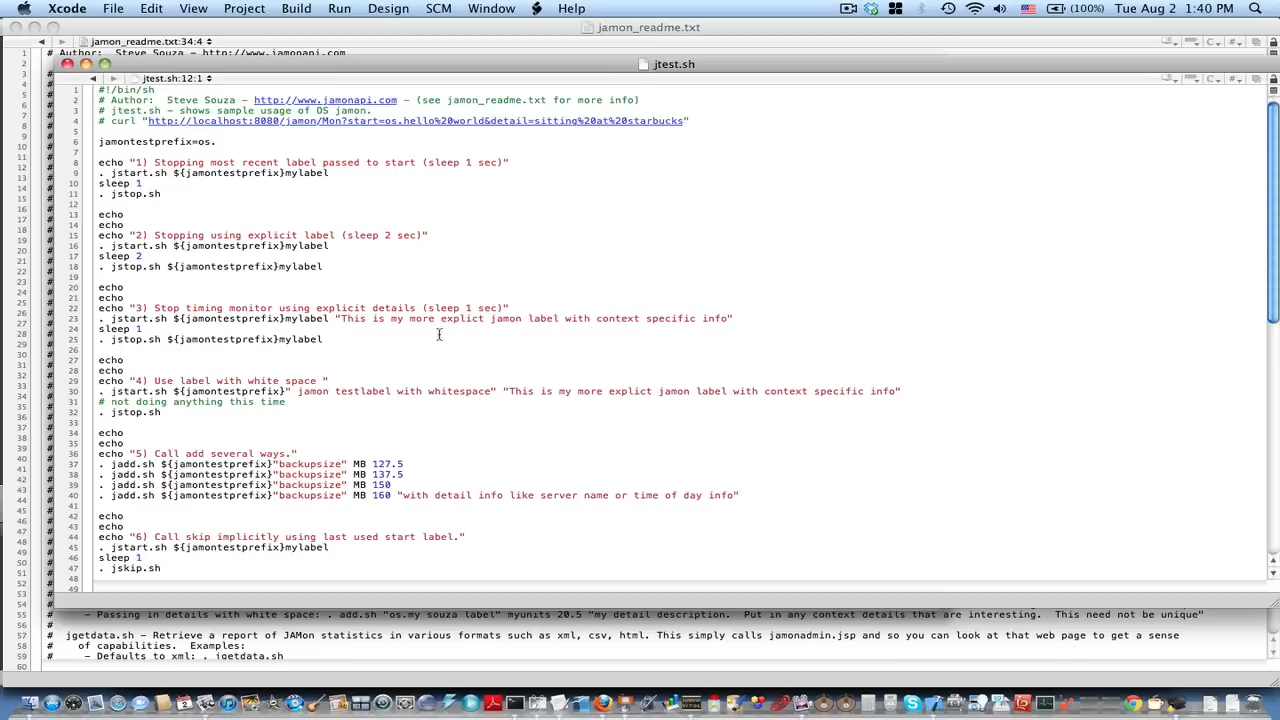 Xcode File Edit View Project Build Run Design SCM Window Help (100%) Tue Aug 2 1:40 PM
jamon_readme.txt
jamon_readme.txt:34:4
# Author: Steve Souza - http://www.jamonapi.com
jtest.sh
jtest.sh:12:1
#!/bin/sh
# Author: Steve Souza - http://www.jamonapi.com - (see jamon_readme.txt for more info)
# jtest.sh - shows sample usage of OS jamon.
# curl "http://localhost:8080/jamon/Mon?start=os.hello%20world&detail=sitting%20at%20starbucks"
jamontestprefix=os.
echo "1) Stopping most recent label passed to start (sleep 1 sec)"
. jstart.sh ${jamontestprefix}mylabel
sleep 1
. jstop.sh
echo
echo
echo "2) Stopping using explicit label (sleep 2 sec)"
. jstart.sh ${jamontestprefix}mylabel
sleep 2
. jstop.sh ${jamontestprefix}mylabel
echo
echo
echo "3) Stop timing monitor using explicit details (sleep 1 sec)"
. jstart.sh ${jamontestprefix}mylabel "This is my more explict jamon label with context specific info"
sleep 1
. jstop.sh ${jamontestprefix}mylabel
echo
echo
echo "4) Use label with white space "
. jstart.sh ${jamontestprefix}" jamon testlabel with whitespace" "This is my more explict jamon label with context specific info"
# not doing anything this time
. jstop.sh
echo
echo
echo "5) Call add several ways."
. jadd.sh ${jamontestprefix}"backupsize" MB 127.5
. jadd.sh ${jamontestprefix}"backupsize" MB 137.5
. jadd.sh ${jamontestprefix}"backupsize" MB 150
. jadd.sh ${jamontestprefix}"backupsize" MB 160 "with detail info like server name or time of day info"
echo
echo
echo "6) Call skip implicitly using last used start label."
. jstart.sh ${jamontestprefix}mylabel
sleep 1
. jskip.sh
# - Passing in details with white space: . add.sh "os.my souza label" myunits 20.5 "my detail description. Put in any context details that are interesting. This need not be unique"
#
# jgetdata.sh - Retrieve a report of JAMon statistics in various formats such as xml, csv, html. This simply calls jamonadmin.jsp and so you can look at that web page to get a sense
# of capabilities. Examples:
# - Defaults to xml: . jgetdata.sh